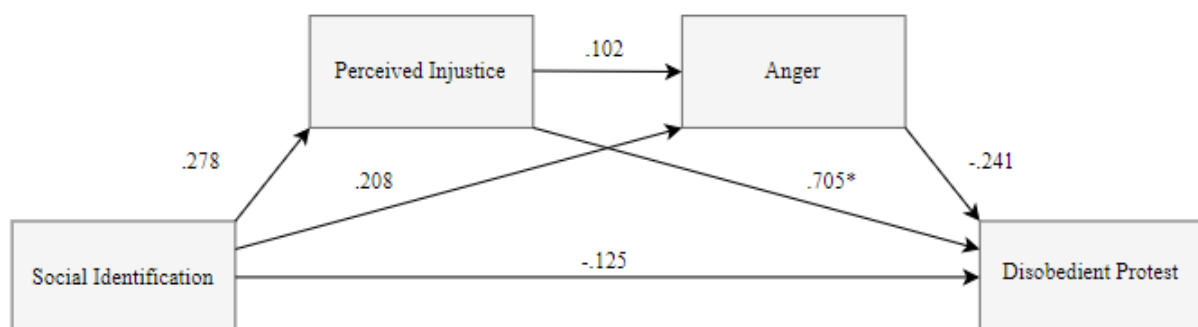 .102
Perceived Injustice
Anger
.278
.208
.705*
-.241
-.125
Social Identification
Disobedient Protest